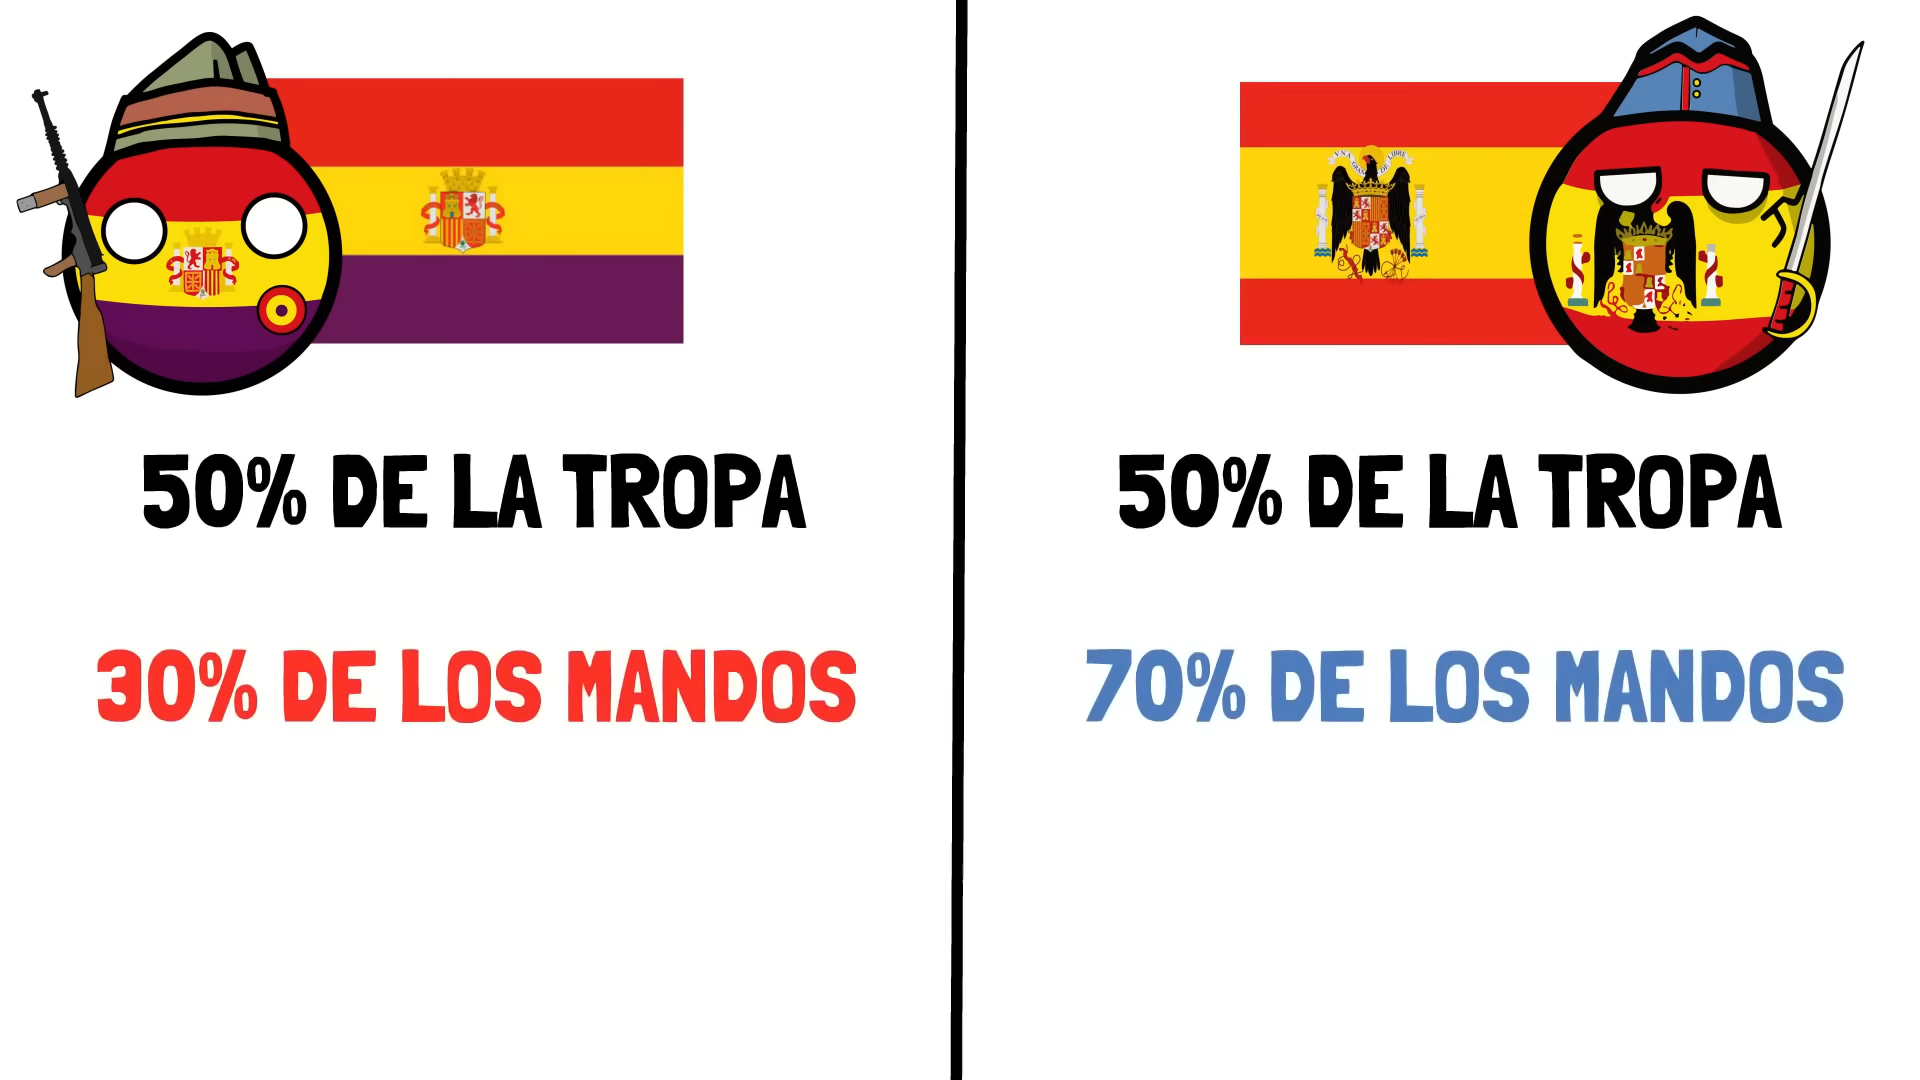 50% DE LA TROPA
30% DE LOS MANDOS
50% DE LA TROPA
70% DE LOS MANDOS